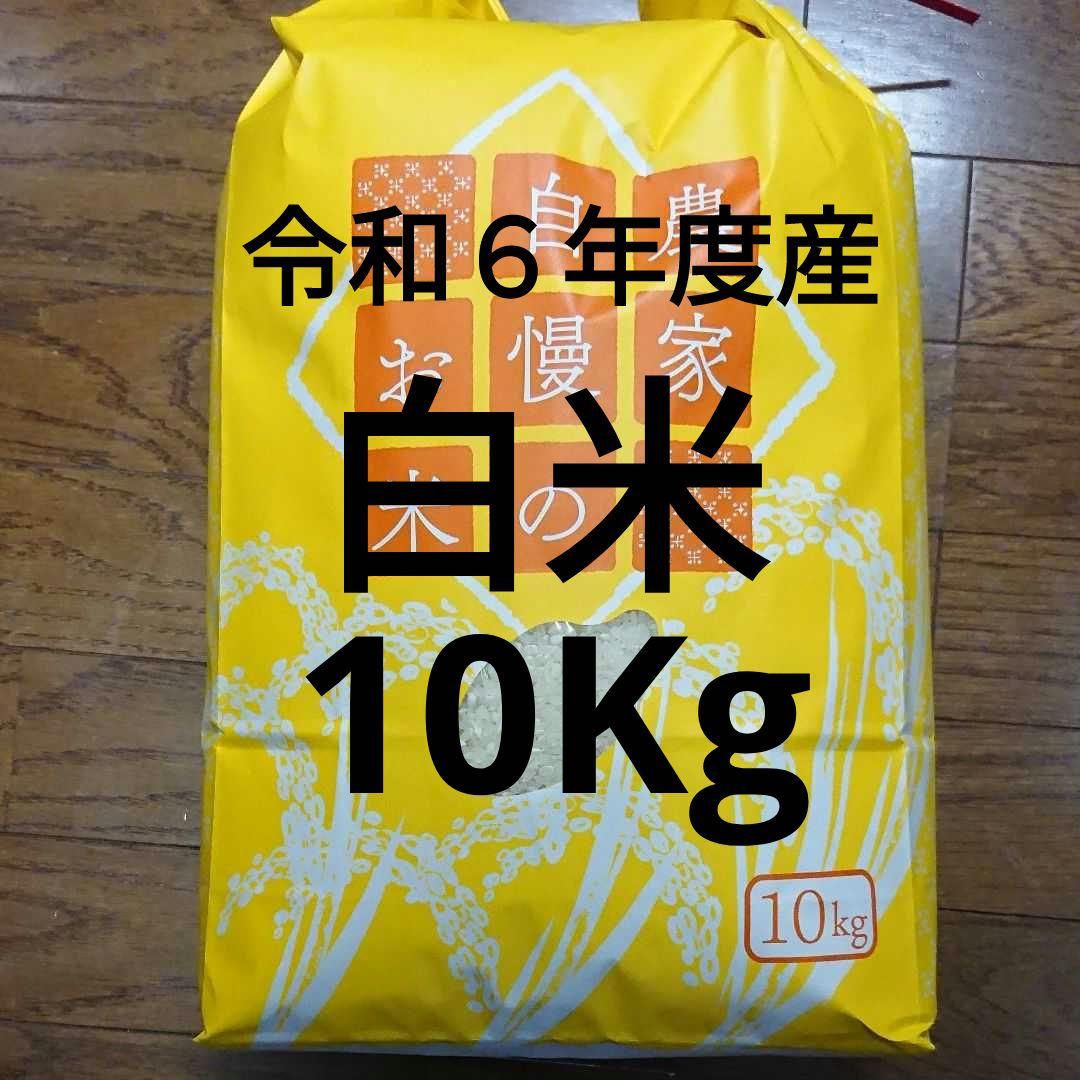 令和６年度産
白米
10Kg
農家
自慢の
お米
10kg